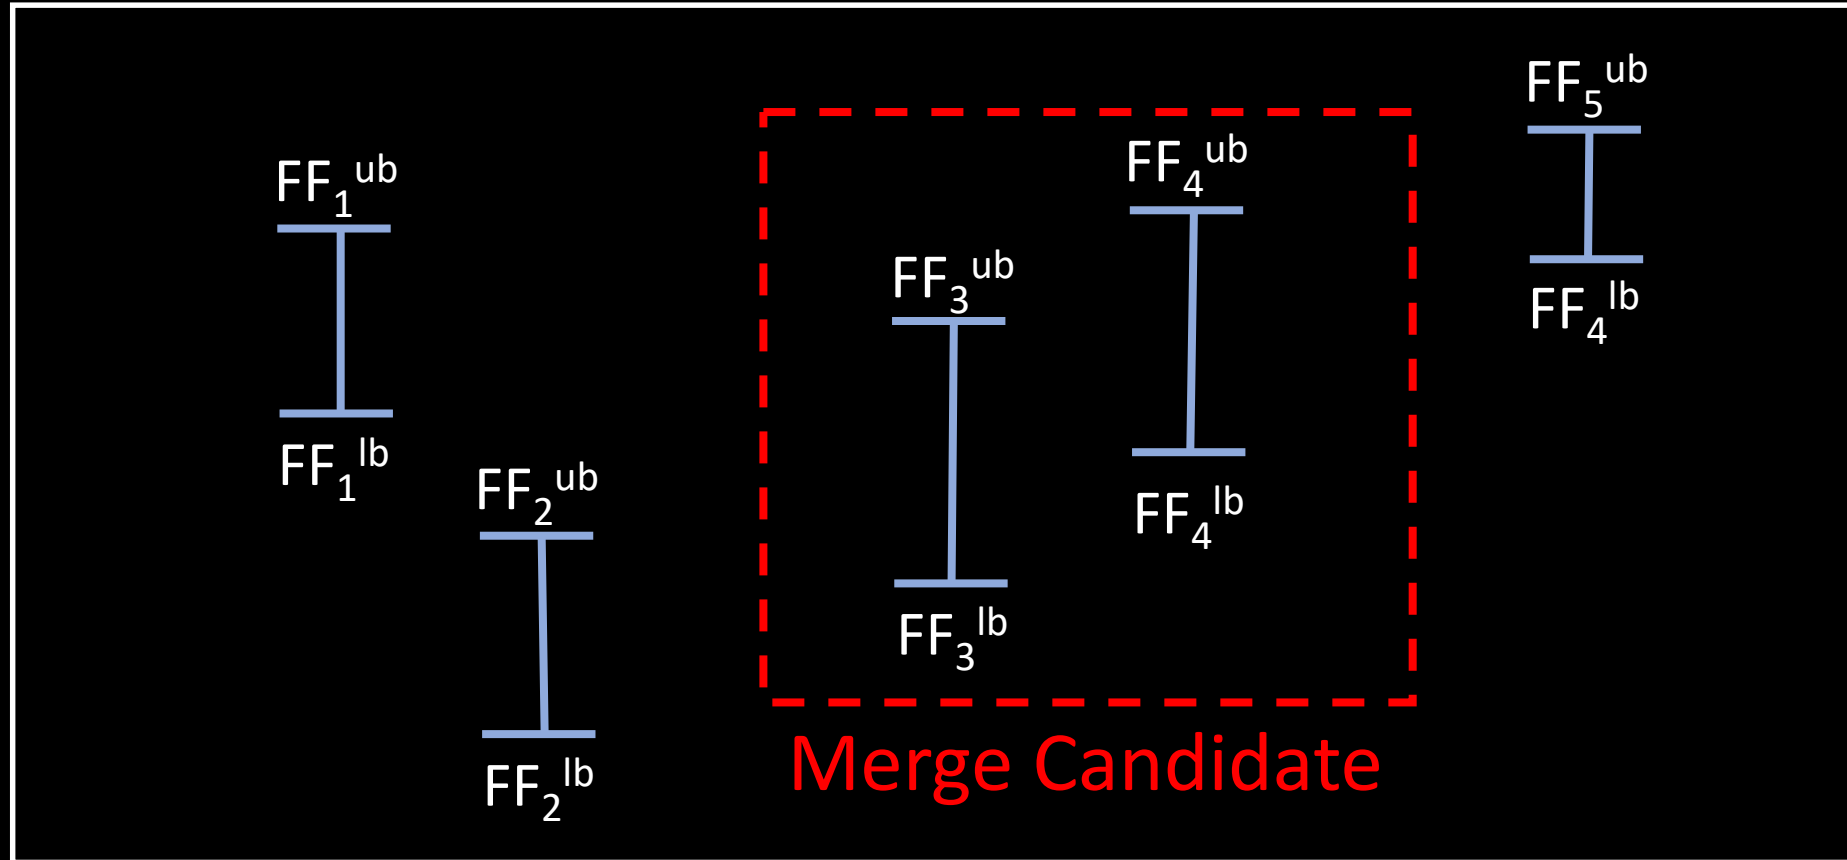 FF₁ᵘᵇ
FF₁ˡᵇ
FF₂ᵘᵇ
FF₂ˡᵇ
FF₃ᵘᵇ
FF₃ˡᵇ
FF₄ᵘᵇ
FF₄ˡᵇ
Merge Candidate
FF₅ᵘᵇ
FF₄ˡᵇ